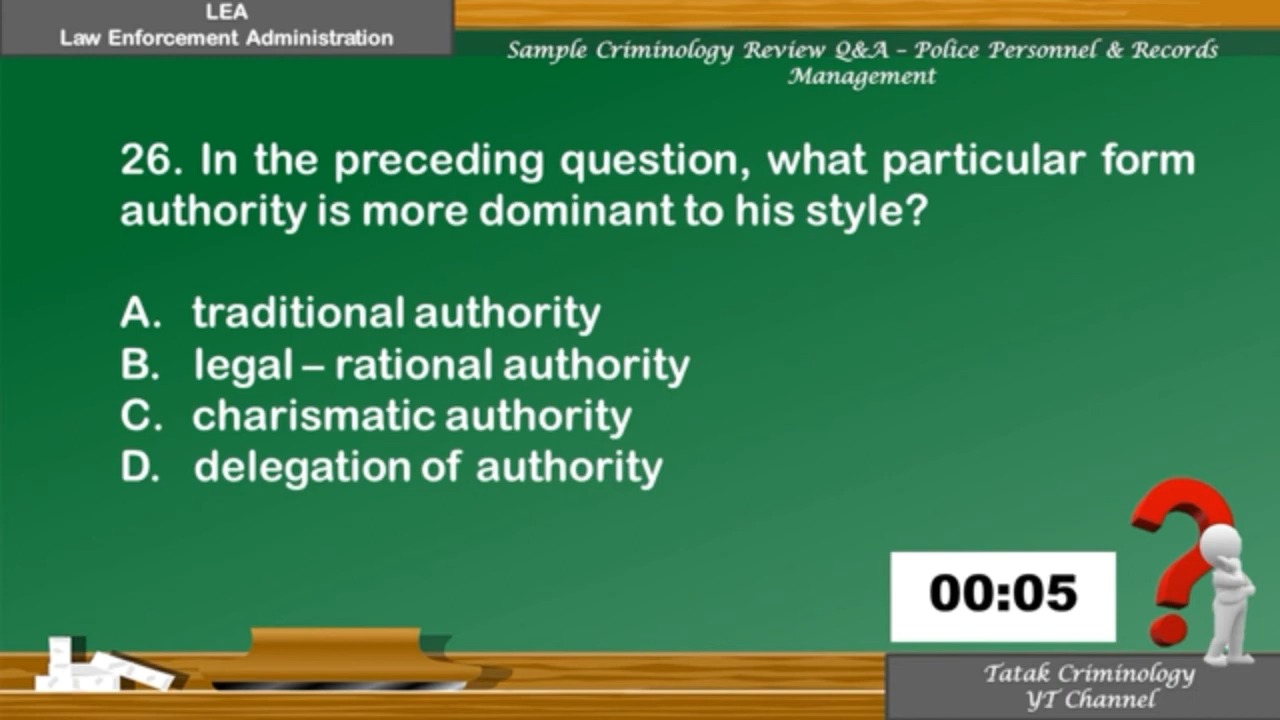 LEA
Law Enforcement Administration
Sample Criminology Review Q&A – Police Personnel & Records
Management
26. In the preceding question, what particular form
authority is more dominant to his style?
A. traditional authority
B. legal – rational authority
C. charismatic authority
D. delegation of authority
00:05
Tatak Criminology
YT Channel